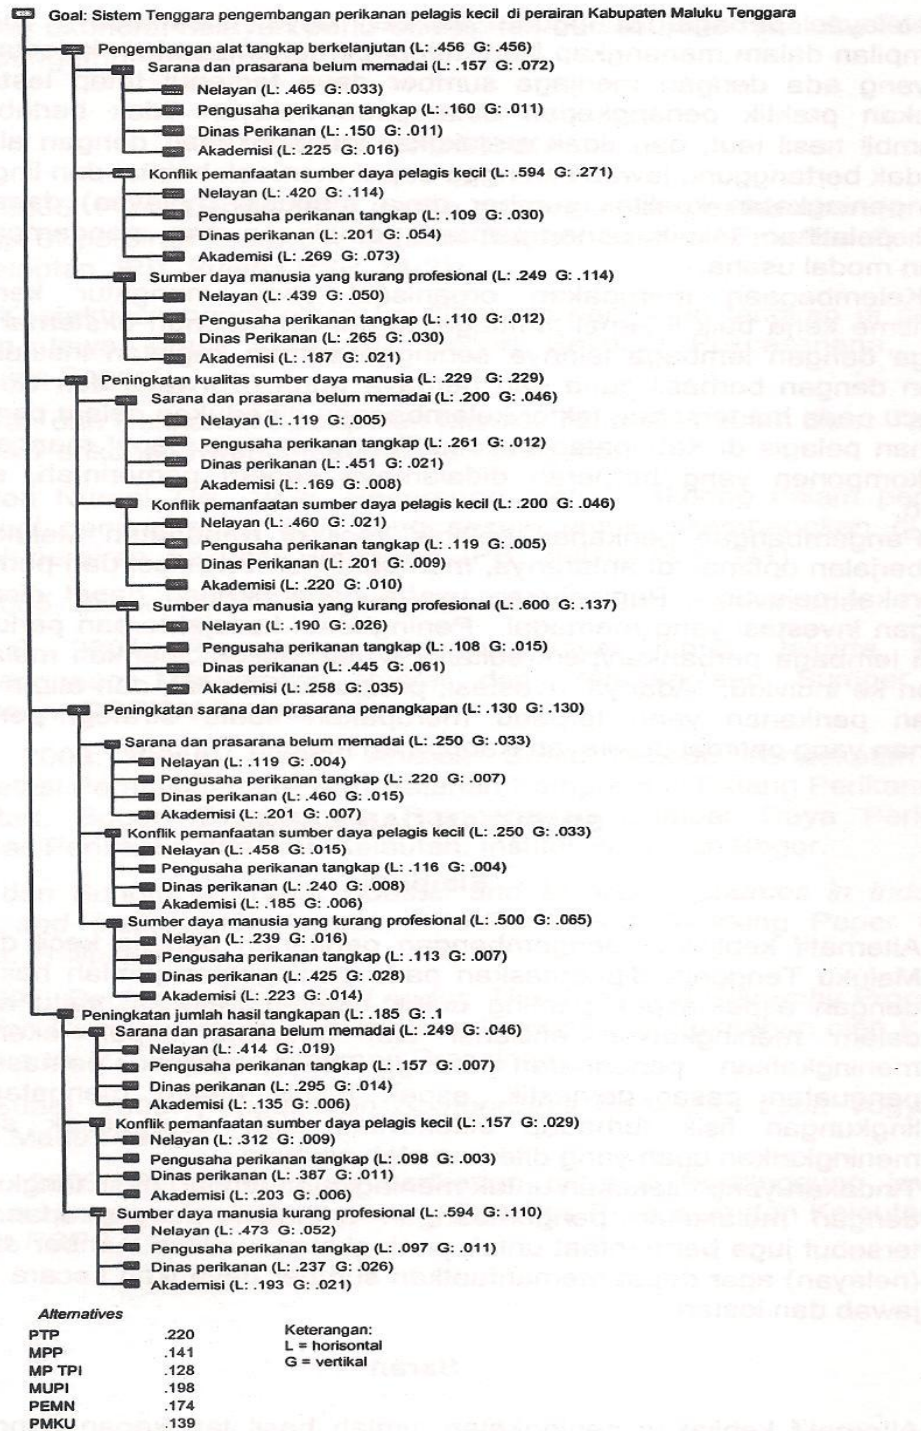 Goal: Sistem Tenggara pengembangan perikanan pelagis kecil di perairan Kabupaten Maluku Tenggara
Pengembangan alat tangkap berkelanjutan (L: .456 G: .456)
Sarana dan prasarana belum memadai (L: .157 G: .072)
Nelayan (L: .465 G: .033)
Pengusaha perikanan tangkap (L: .160 G: .011)
Dinas Perikanan (L: .150 G: .011)
Akademisi (L: .225 G: .016)
Konflik pemanfaatan sumber daya pelagis kecil (L: .594 G: .271)
Nelayan (L: .420 G: .114)
Pengusaha perikanan tangkap (L: .109 G: .030)
Dinas perikanan (L: .201 G: .054)
Akademisi (L: .269 G: .073)
Sumber daya manusia yang kurang profesional (L: .249 G: .114)
Nelayan (L: .439 G: .050)
Pengusaha perikanan tangkap (L: .110 G: .012)
Dinas Perikanan (L: .265 G: .030)
Akademisi (L: .187 G: .021)
Peningkatan kualitas sumber daya manusia (L: .229 G: .229)
Sarana dan prasarana belum memadai (L: .200 G: .046)
Nelayan (L: .119 G: .005)
Pengusaha perikanan tangkap (L: .261 G: .012)
Dinas perikanan (L: .451 G: .021)
Akademisi (L: .169 G: .008)
Konflik pemanfaatan sumber daya pelagis kecil (L: .200 G: .046)
Nelayan (L: .460 G: .021)
Pengusaha perikanan tangkap (L: .119 G: .005)
Dinas Perikanan (L: .201 G: .009)
Akademisi (L: .220 G: .010)
Sumber daya manusia yang kurang profesional (L: .600 G: .137)
Nelayan (L: .190 G: .026)
Pengusaha perikanan tangkap (L: .108 G: .015)
Dinas perikanan (L: .445 G: .061)
Akademisi (L: .258 G: .035)
Peningkatan sarana dan prasarana penangkapan (L: .130 G: .130)
Sarana dan prasarana belum memadai (L: .250 G: .033)
Nelayan (L: .119 G: .004)
Pengusaha perikanan tangkap (L: .220 G: .007)
Dinas perikanan (L: .460 G: .015)
Akademisi (L: .201 G: .007)
Konflik pemanfaatan sumber daya pelagis kecil (L: .250 G: .033)
Nelayan (L: .458 G: .015)
Pengusaha perikanan tangkap (L: .116 G: .004)
Dinas perikanan (L: .240 G: .008)
Akademisi (L: .185 G: .006)
Sumber daya manusia yang kurang profesional (L: .500 G: .065)
Nelayan (L: .239 G: .016)
Pengusaha perikanan tangkap (L: .113 G: .007)
Dinas perikanan (L: .425 G: .028)
Akademisi (L: .223 G: .014)
Peningkatan jumlah hasil tangkapan (L: .185 G: .1
Sarana dan prasarana belum memadai (L: .249 G: .046)
Nelayan (L: .414 G: .019)
Pengusaha perikanan tangkap (L: .157 G: .007)
Dinas perikanan (L: .295 G: .014)
Akademisi (L: .135 G: .006)
Konflik pemanfaatan sumber daya pelagis kecil (L: .157 G: .029)
Nelayan (L: .312 G: .009)
Pengusaha perikanan tangkap (L: .098 G: .003)
Dinas perikanan (L: .387 G: .011)
Akademisi (L: .203 G: .006)
Sumber daya manusia kurang profesional (L: .594 G: .110)
Nelayan (L: .473 G: .052)
Pengusaha perikanan tangkap (L: .097 G: .011)
Dinas perikanan (L: .237 G: .026)
Akademisi (L: .193 G: .021)
Alternatives
PTP .220
MPP .141
MP TPI .128
MUPI .198
PEMN .174
PMKU .139
Keterangan:
L = horisontal
G = vertikal